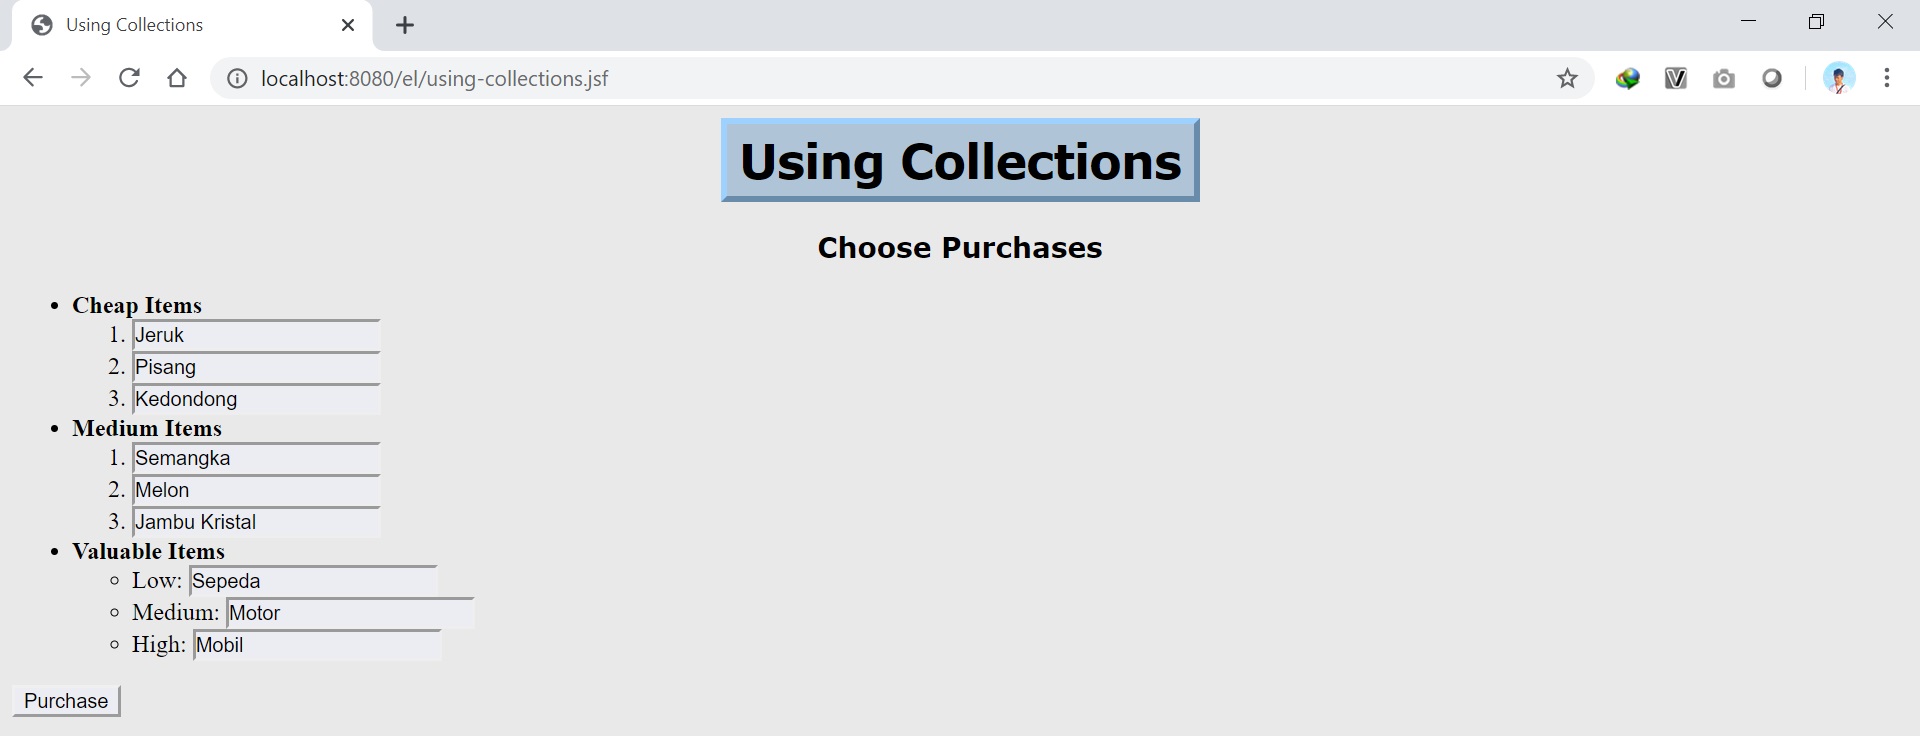 Using Collections
localhost:8080/el/using-collections.jsf
Using Collections
Choose Purchases
• Cheap Items
1. Jeruk
2. Pisang
3. Kedondong
• Medium Items
1. Semangka
2. Melon
3. Jambu Kristal
• Valuable Items
○ Low: Sepeda
○ Medium: Motor
○ High: Mobil
Purchase